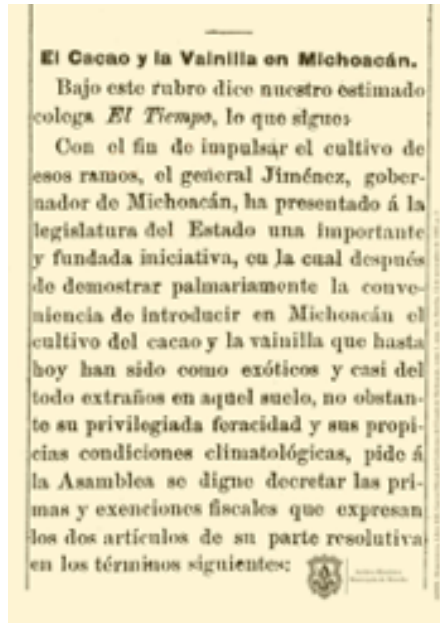 El Cacao y la Vainilla en Michoacán.
Bajo este rubro dice nuestro estimado
colega El Tiempo, lo que sigue:
Con el fin de impulsar el cultivo de
esos ramos, el general Jiménez, gober-
nador de Michoacán, ha presentado á la
legislatura del Estado una importante
y fundada iniciativa, en la cual después
de demostrar palmariamente la conve-
niencia de introducir en Michoacán el
cultivo del cacao y la vainilla que hasta
hoy han sido como exóticos y casi del
todo extraños en aquel suelo, no obstan-
te su privilegiada feracidad y sus propi-
cias condiciones climatológicas, pide á
la Asamblea se digne decretar las pri-
mas y exenciones fiscales que expresan
los dos artículos de su parte resolutiva
en los términos siguientes: